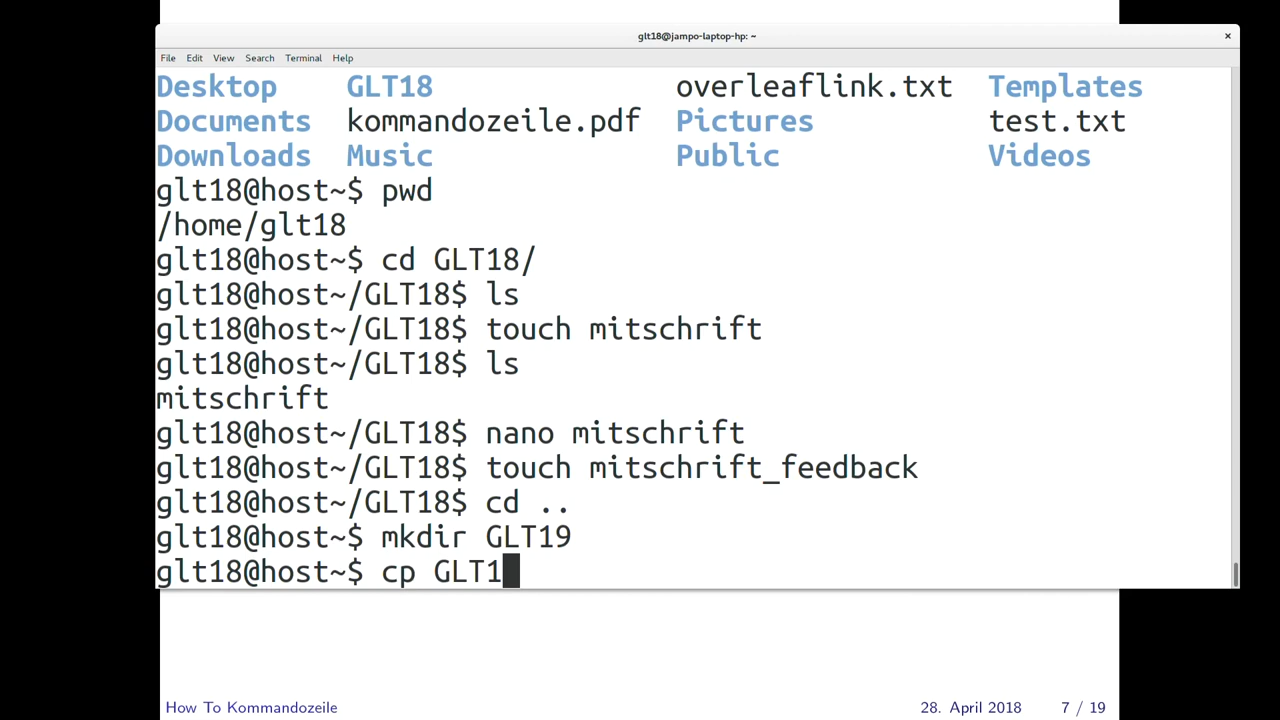 glt18@jampo-laptop-hp: ~ ×
File Edit View Search Terminal Help
Desktop GLT18 overleaflink.txt Templates
Documents kommandozeile.pdf Pictures test.txt
Downloads Music Public Videos
glt18@host~$ pwd
/home/glt18
glt18@host~$ cd GLT18/
glt18@host~/GLT18$ ls
glt18@host~/GLT18$ touch mitschrift
glt18@host~/GLT18$ ls
mitschrift
glt18@host~/GLT18$ nano mitschrift
glt18@host~/GLT18$ touch mitschrift_feedback
glt18@host~/GLT18$ cd ..
glt18@host~$ mkdir GLT19
glt18@host~$ cp GLT1
How To Kommandozeile 28. April 2018 7 / 19